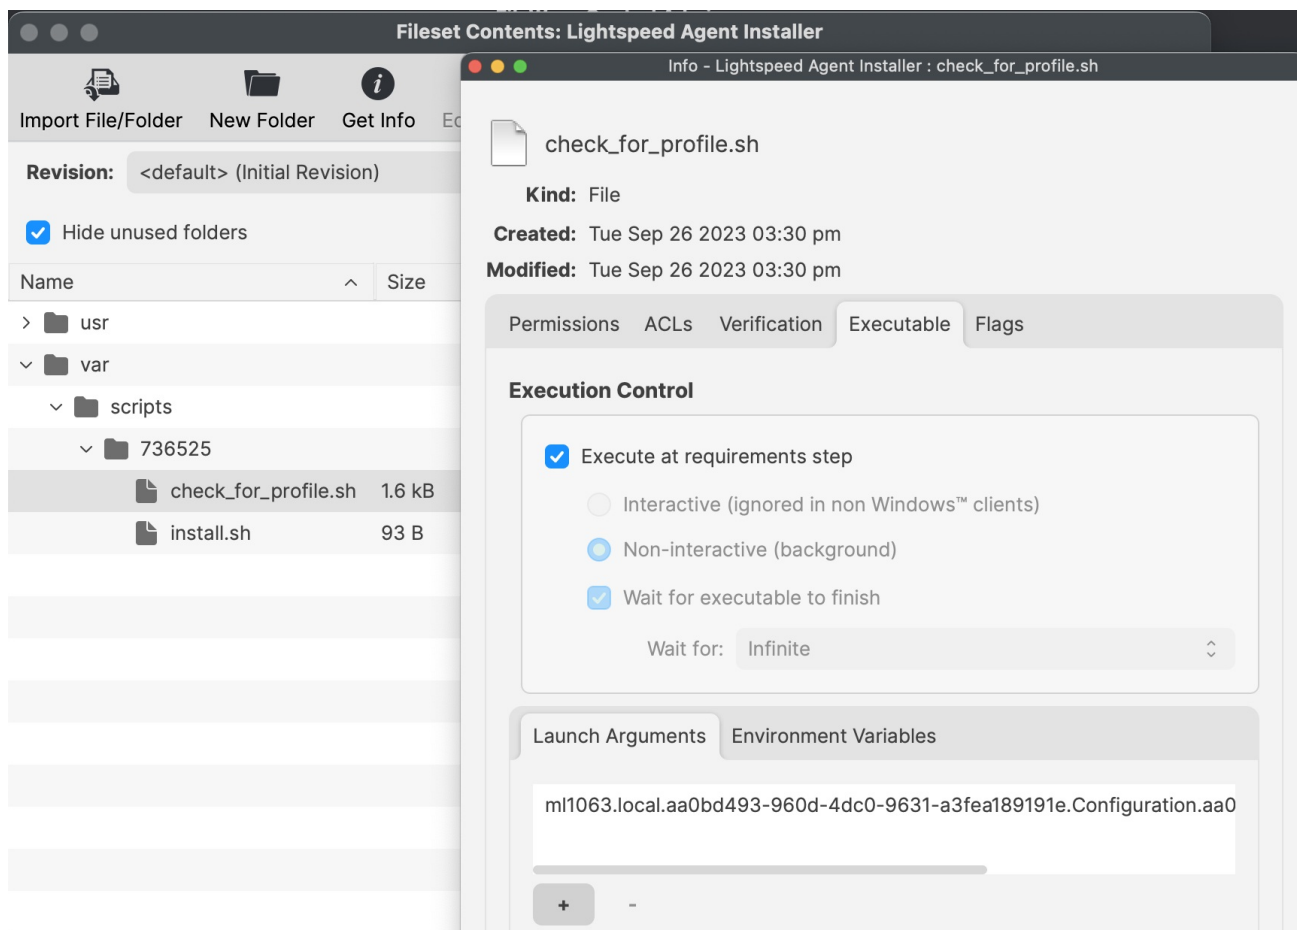 Fileset Contents: Lightspeed Agent Installer
Import File/Folder New Folder Get Info
Revision: <default> (Initial Revision)
Hide unused folders
Name Size
usr
var
scripts
736525
check_for_profile.sh 1.6 kB
install.sh 93 B
Info - Lightspeed Agent Installer : check_for_profile.sh
check_for_profile.sh
Kind: File
Created: Tue Sep 26 2023 03:30 pm
Modified: Tue Sep 26 2023 03:30 pm
Permissions ACLs Verification Executable Flags
Execution Control
Execute at requirements step
Interactive (ignored in non Windows™ clients)
Non-interactive (background)
Wait for executable to finish
Wait for: Infinite
Launch Arguments Environment Variables
ml1063.local.aa0bd493-960d-4dc0-9631-a3fea189191e.Configuration.aa0
+ -